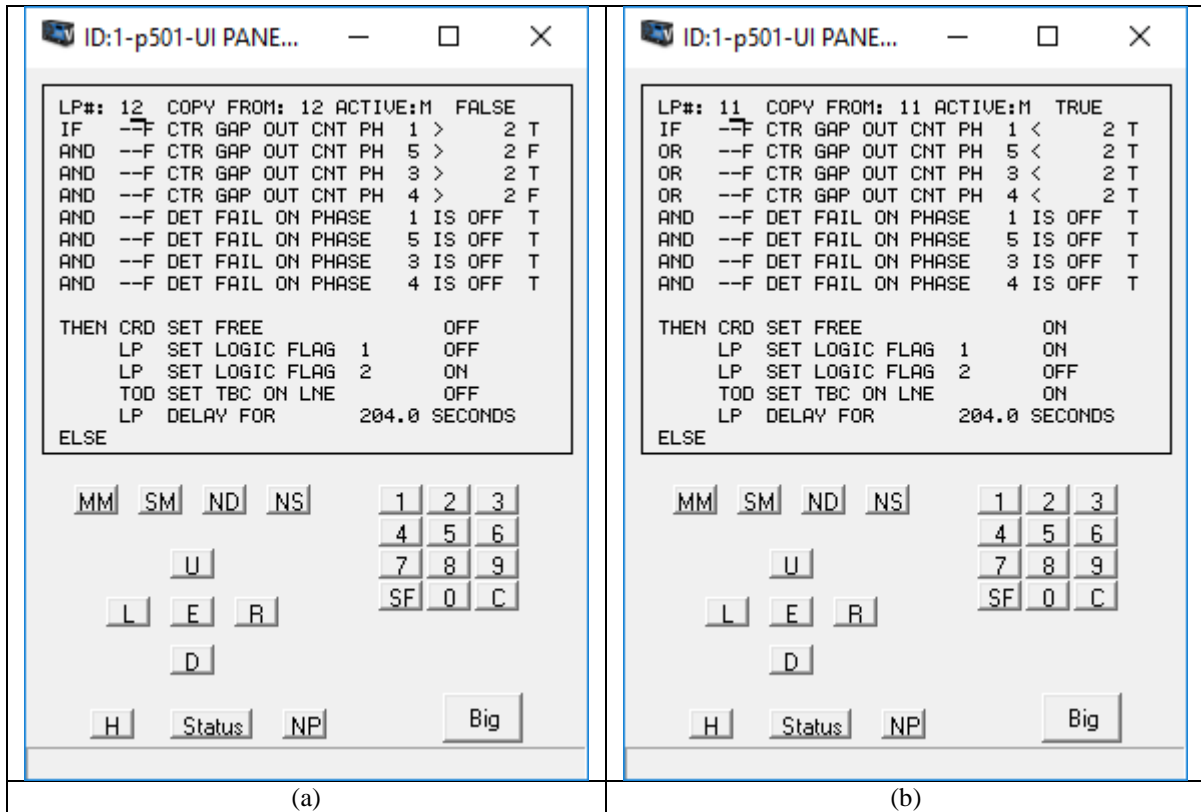 ID:1-p501-UI PANE...
LP#: 12 COPY FROM: 12 ACTIVE:M FALSE
IF --F CTR GAP OUT CNT PH 1 > 2 T
AND --F CTR GAP OUT CNT PH 5 > 2 F
AND --F CTR GAP OUT CNT PH 3 > 2 T
AND --F CTR GAP OUT CNT PH 4 > 2 F
AND --F DET FAIL ON PHASE 1 IS OFF T
AND --F DET FAIL ON PHASE 5 IS OFF T
AND --F DET FAIL ON PHASE 3 IS OFF T
AND --F DET FAIL ON PHASE 4 IS OFF T
THEN CRD SET FREE OFF
LP SET LOGIC FLAG 1 OFF
LP SET LOGIC FLAG 2 ON
TOD SET TBC ON LNE OFF
LP DELAY FOR 204.0 SECONDS
ELSE
MM SM ND NS 1 2 3
4 5 6
U 7 8 9
L E R SF 0 C
D
H Status NP Big
(a)
ID:1-p501-UI PANE...
LP#: 11 COPY FROM: 11 ACTIVE:M TRUE
IF --F CTR GAP OUT CNT PH 1 < 2 T
OR --F CTR GAP OUT CNT PH 5 < 2 T
OR --F CTR GAP OUT CNT PH 3 < 2 T
OR --F CTR GAP OUT CNT PH 4 < 2 T
AND --F DET FAIL ON PHASE 1 IS OFF T
AND --F DET FAIL ON PHASE 5 IS OFF T
AND --F DET FAIL ON PHASE 3 IS OFF T
AND --F DET FAIL ON PHASE 4 IS OFF T
THEN CRD SET FREE ON
LP SET LOGIC FLAG 1 ON
LP SET LOGIC FLAG 2 OFF
TOD SET TBC ON LNE ON
LP DELAY FOR 204.0 SECONDS
ELSE
MM SM ND NS 1 2 3
4 5 6
U 7 8 9
L E R SF 0 C
D
H Status NP Big
(b)